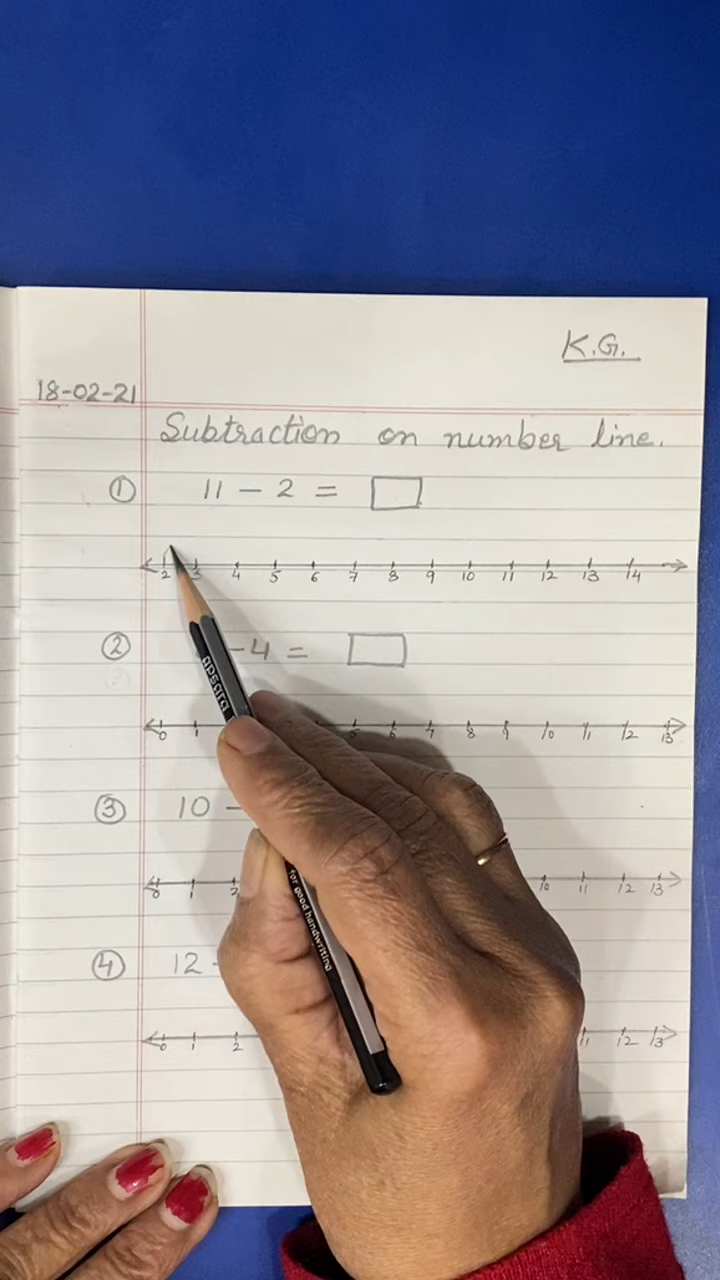 K.G.
18-02-21
Subtraction on number line.
① 11 - 2 =
2 3 4 5 6 7 8 9 10 11 12 13 14
② -4 =
0 1 5 6 7 8 9 10 11 12 13
③ 10 -
0 1 2 10 11 12 13
④ 12 -
0 1 2 11 12 13
apsara
for good handwriting